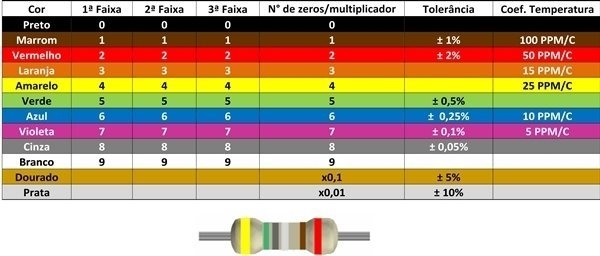 Cor 1ª Faixa 2ª Faixa 3ª Faixa N° de zeros/multiplicador Tolerância Coef. Temperatura
Preto 0 0 0 0
Marrom 1 1 1 1 ± 1% 100 PPM/C
Vermelho 2 2 2 2 ± 2% 50 PPM/C
Laranja 3 3 3 3 15 PPM/C
Amarelo 4 4 4 4 25 PPM/C
Verde 5 5 5 5 ± 0,5%
Azul 6 6 6 6 ± 0,25% 10 PPM/C
Violeta 7 7 7 7 ± 0,1% 5 PPM/C
Cinza 8 8 8 8 ± 0,05%
Branco 9 9 9 9
Dourado x0,1 ± 5%
Prata x0,01 ± 10%